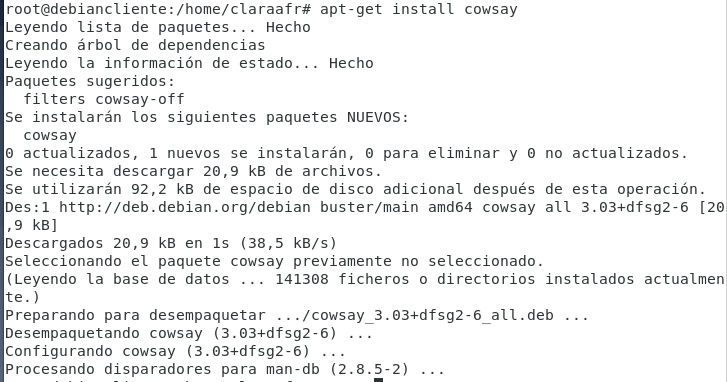 root@debiancliente:/home/claraafr# apt-get install cowsay
Leyendo lista de paquetes... Hecho
Creando árbol de dependencias
Leyendo la información de estado... Hecho
Paquetes sugeridos:
  filters cowsay-off
Se instalarán los siguientes paquetes NUEVOS:
  cowsay
0 actualizados, 1 nuevos se instalarán, 0 para eliminar y 0 no actualizados.
Se necesita descargar 20,9 kB de archivos.
Se utilizarán 92,2 kB de espacio de disco adicional después de esta operación.
Des:1 http://deb.debian.org/debian buster/main amd64 cowsay all 3.03+dfsg2-6 [20
,9 kB]
Descargados 20,9 kB en 1s (38,5 kB/s)
Seleccionando el paquete cowsay previamente no seleccionado.
(Leyendo la base de datos ... 141308 ficheros o directorios instalados actualmen
te.)
Preparando para desempaquetar .../cowsay_3.03+dfsg2-6_all.deb ...
Desempaquetando cowsay (3.03+dfsg2-6) ...
Configurando cowsay (3.03+dfsg2-6) ...
Procesando disparadores para man-db (2.8.5-2) ...